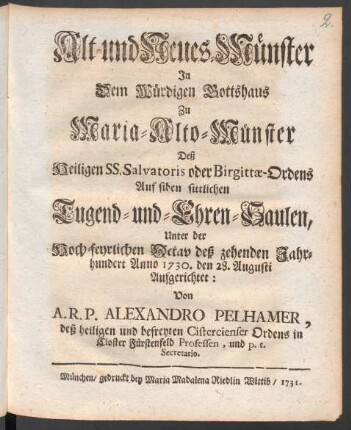 2.
Alt- und Neues Münster
In
Dem Würdigen Gottshaus
Zu
Maria-Alto-Münster
Deß
Heiligen SS. Salvatoris oder Birgittæ-Ordens
Auf siben sittlichen
Tugend- und- Ehren-Saulen,
Unter der
Hoch-feyrlichen Octav deß zehenden Jahr-
hundert Anno 1730. den 28. Augusti
Aufgerichtet:
Von
A. R. P. ALEXANDRO PELHAMER,
deß heiligen und befreyten Cistercienser Ordens in
Closter Fürstenfeld Professen, und p. t.
Secretario.
München / gedruckt bey Maria Madalena Riedlin Wittib / 1731.